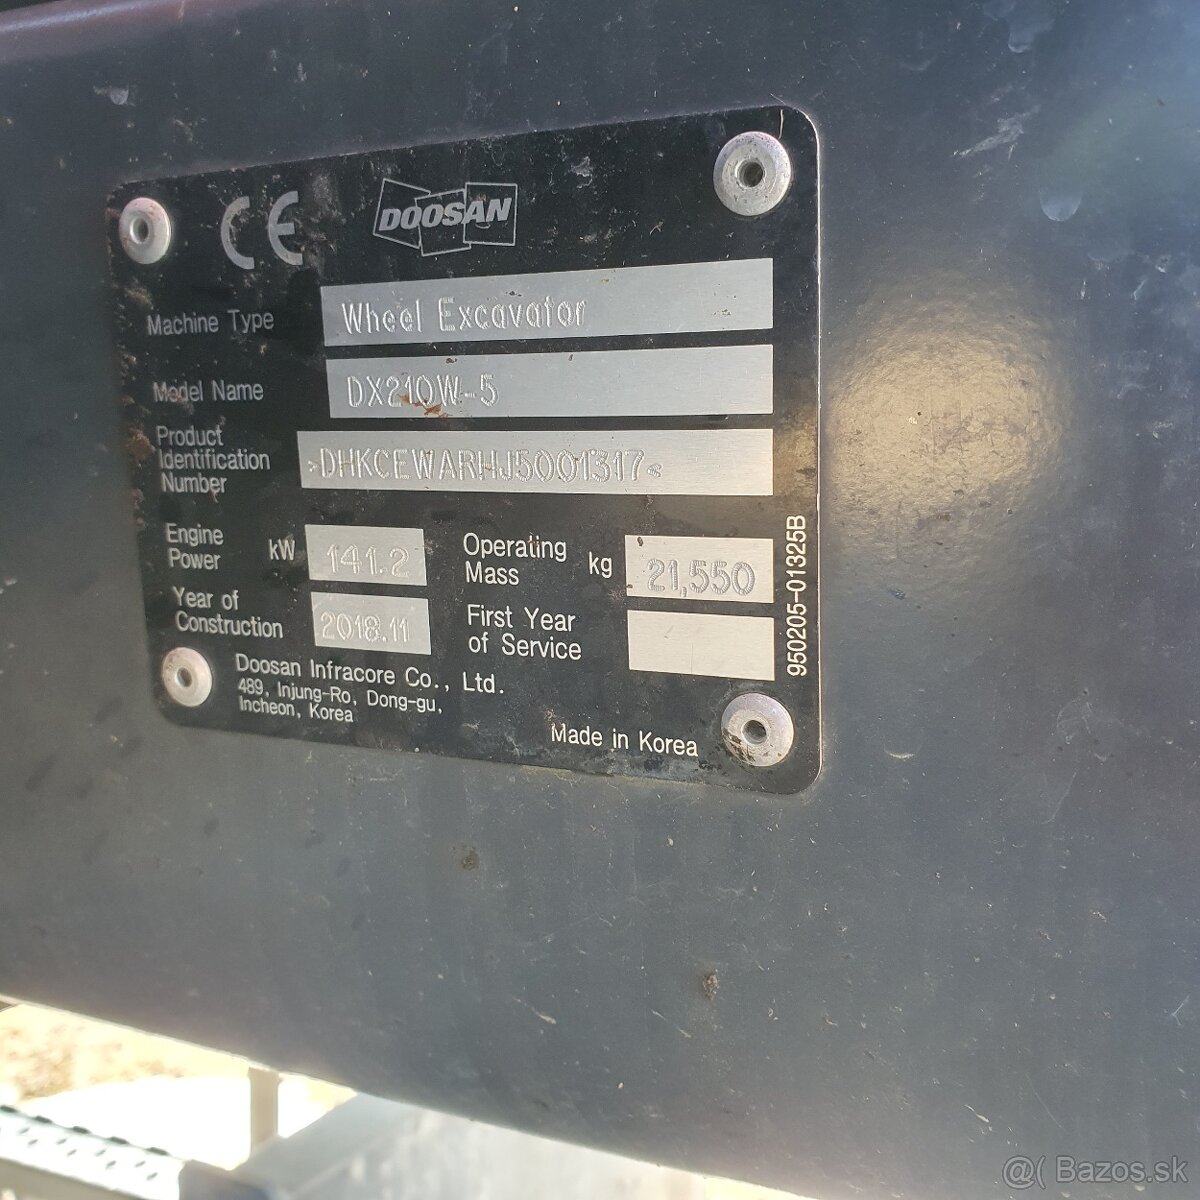 CE DOOSAN
Machine Type Wheel Excavator
Model Name DX210W-5
Product
Identification
Number
>DHKCEWARHJ5001317<
Engine
Power
kW 141.2
Operating
Mass
kg 21,550
Year of
Construction
2018.11
First Year
of Service
Doosan Infracore Co., Ltd.
489, Injung-Ro, Dong-gu,
Incheon, Korea
Made in Korea
950205-01325B
@( Bazos.sk